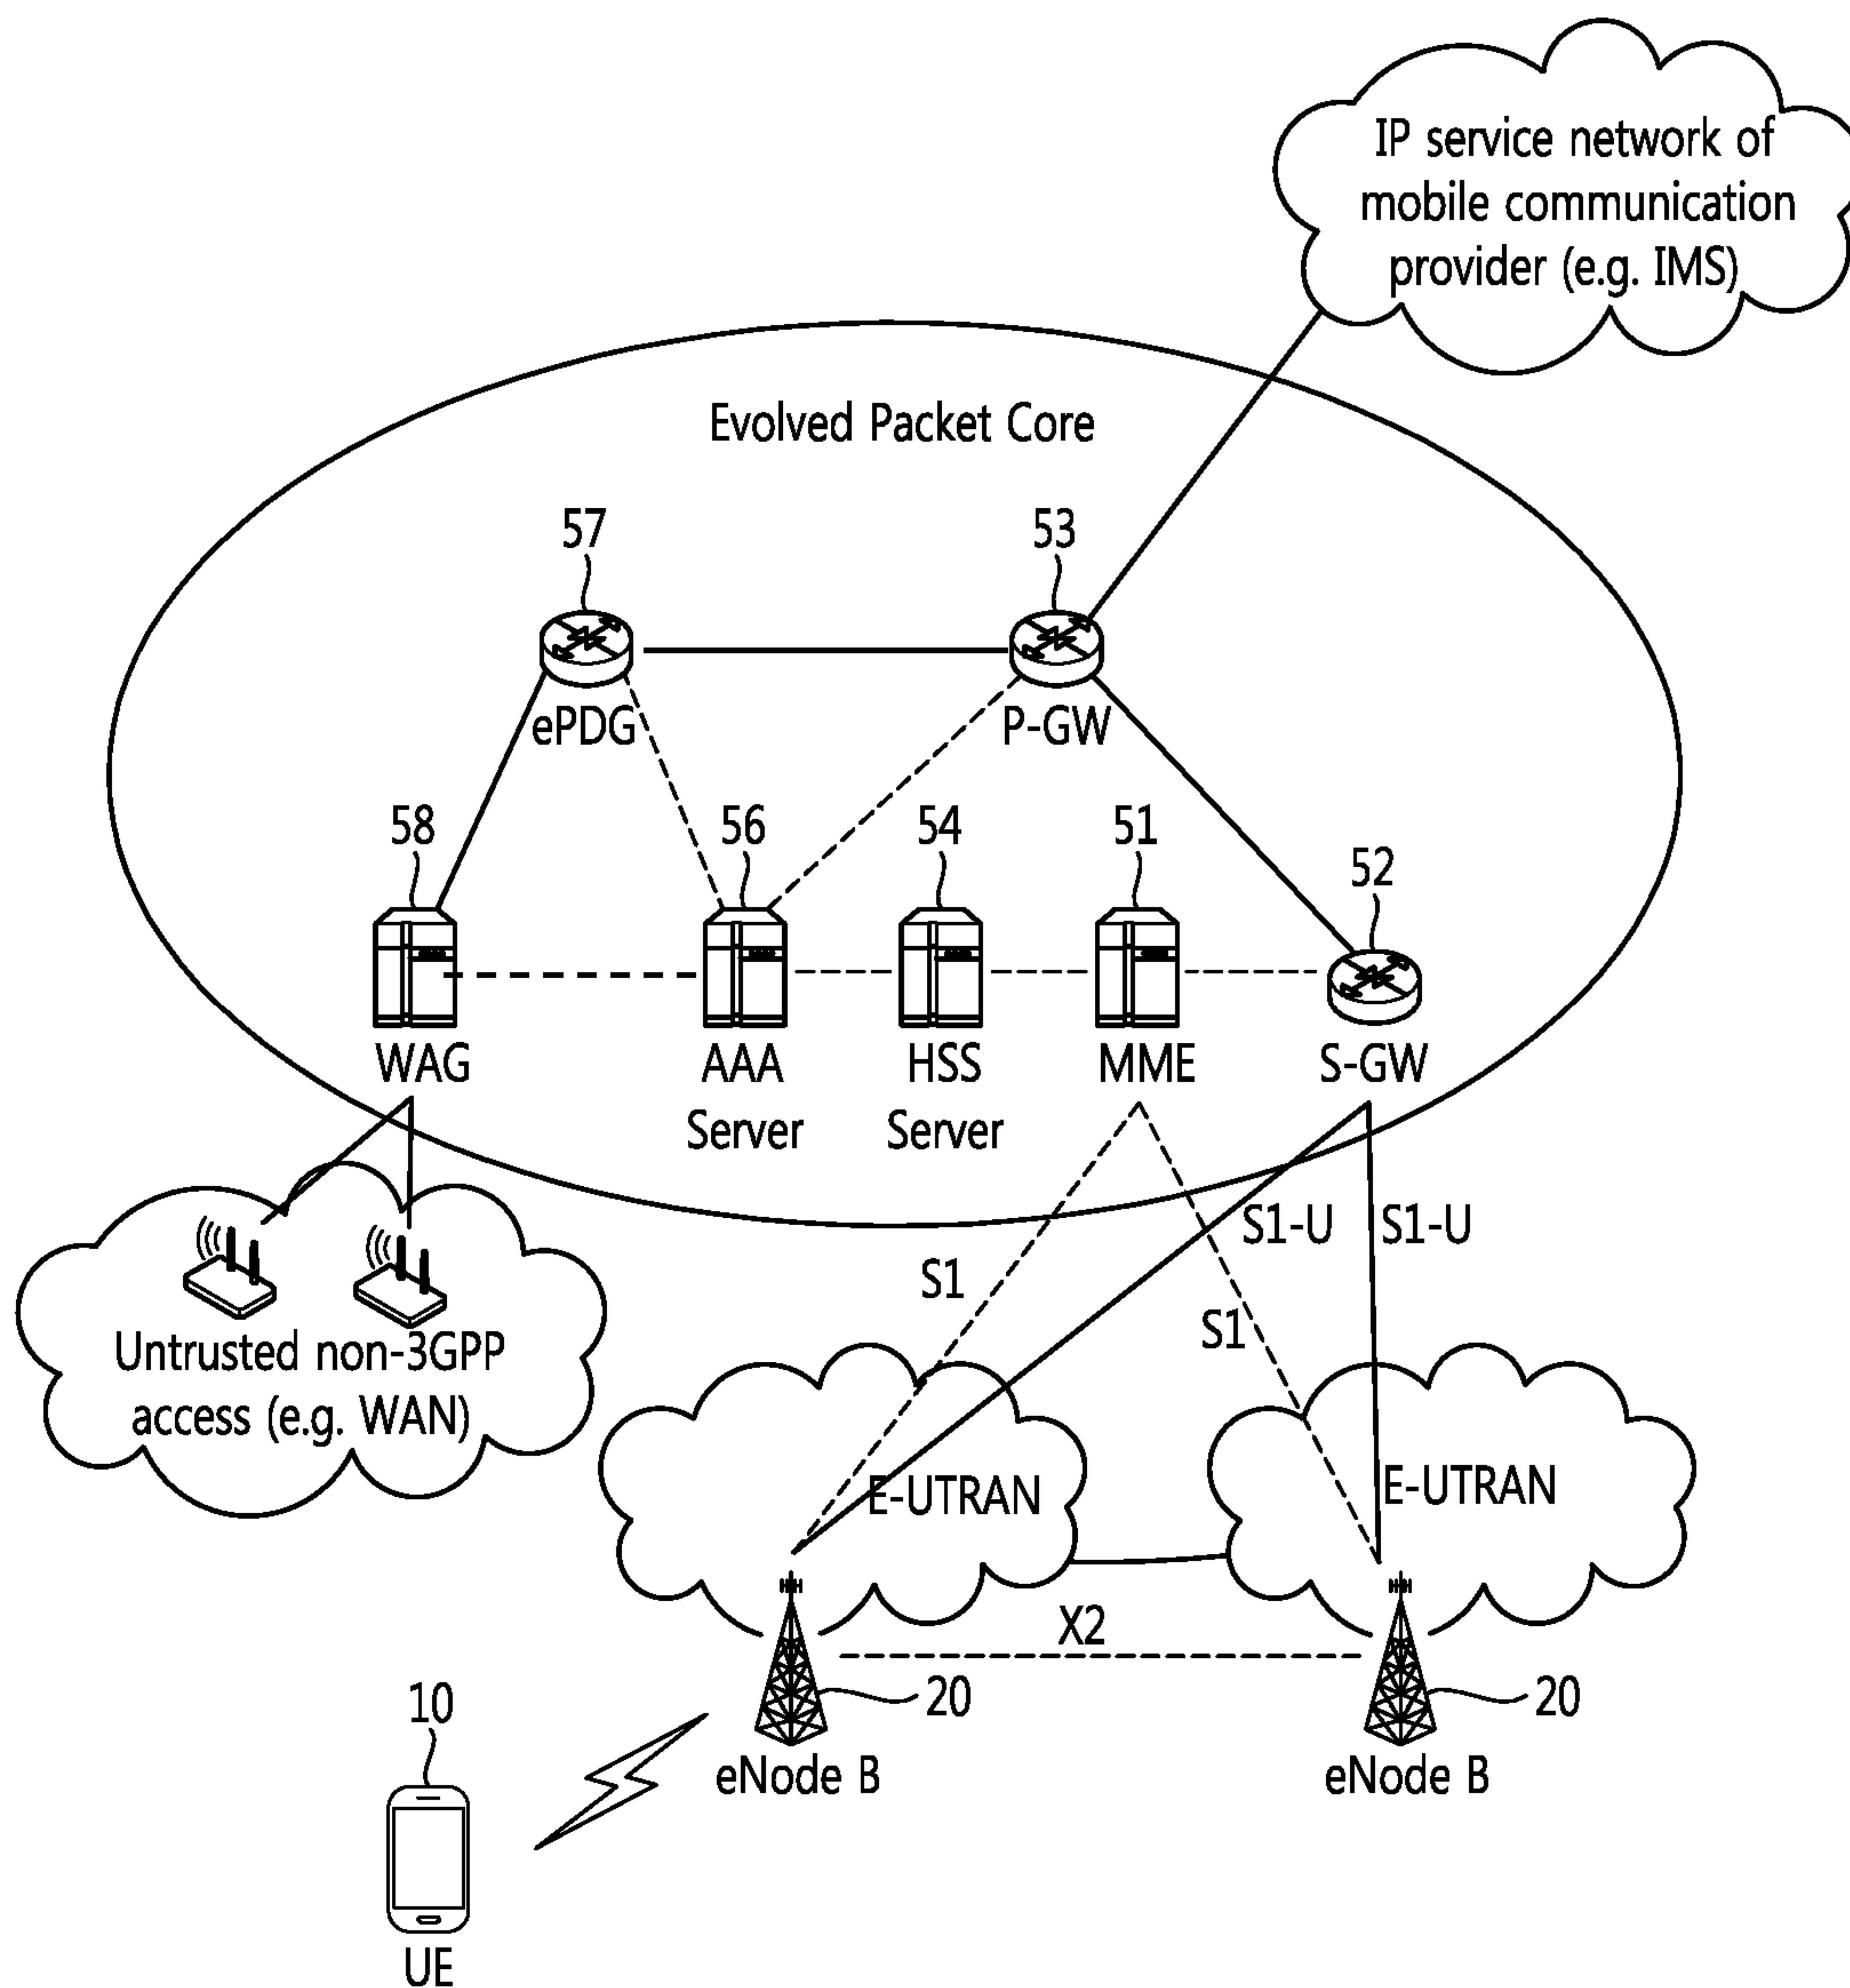 IP service network of
mobile communication
provider (e.g. IMS)
Evolved Packet Core
57
53
ePDG
P-GW
58
56
54
51
52
WAG
AAA
Server
HSS
Server
MME
S-GW
S1-U
S1-U
S1
S1
Untrusted non-3GPP
access (e.g. WAN)
E-UTRAN
E-UTRAN
X2
10
20
20
eNode B
eNode B
UE